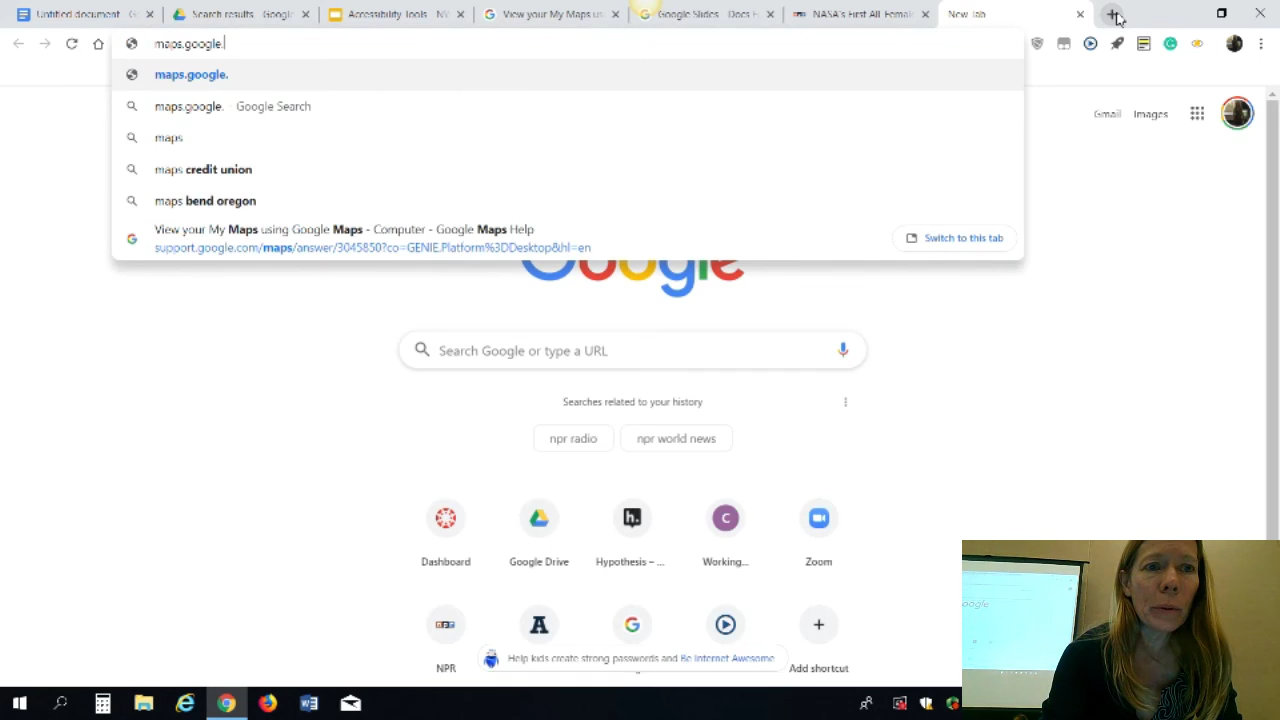 Untitled document
Search results
Accessibility Tools
View your My Maps us
Google Slides
NASA's First All-Femal
New Tab
maps.google.
maps.google.
maps.google. - Google Search
maps
maps credit union
maps bend oregon
View your My Maps using Google Maps - Computer - Google Maps Help
support.google.com/maps/answer/3045850?co=GENIE.Platform%3DDesktop&hl=en
Switch to this tab
Gmail Images
Google
Search Google or type a URL
Searches related to your history
npr radio npr world news
h. C
Dashboard Google Drive Hypothesis – ... Working... Zoom
npr A G
Help kids create strong passwords and Be Internet Awesome
NPR Add shortcut